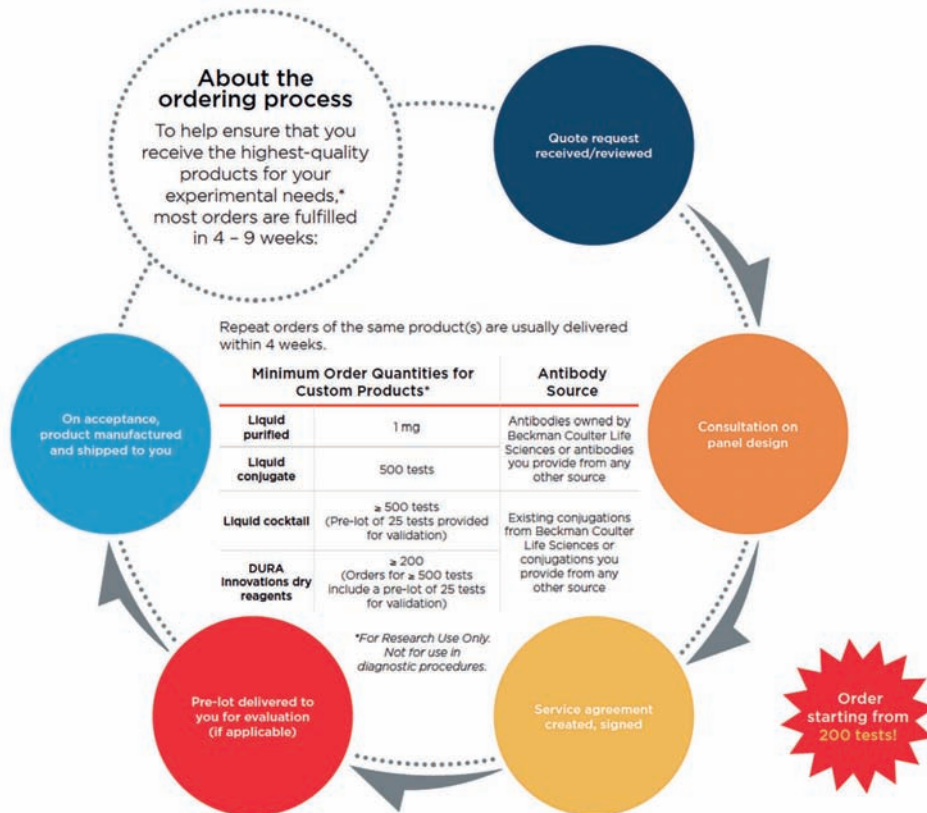 About the
ordering process
To help ensure that you
receive the highest-quality
products for your
experimental needs,*
most orders are fulfilled
in 4 – 9 weeks:
Quote request
received/reviewed
Consultation on
panel design
Service agreement
created, signed
Pre-lot delivered to
you for evaluation
(if applicable)
On acceptance,
product manufactured
and shipped to you
Repeat orders of the same product(s) are usually delivered
within 4 weeks.
Minimum Order Quantities for
Custom Products*
Antibody
Source
Liquid
purified
1 mg
Antibodies owned by
Beckman Coulter Life
Sciences or antibodies
you provide from any
other source
Liquid
conjugate
500 tests
Liquid cocktail
≥ 500 tests
(Pre-lot of 25 tests provided
for validation)
Existing conjugations
from Beckman Coulter
Life Sciences or
conjugations you
provide from any
other source
DURA
Innovations dry
reagents
≥ 200
(Orders for ≥ 500 tests
include a pre-lot of 25 tests
for validation)
*For Research Use Only.
Not for use in
diagnostic procedures.
Order
starting from
200 tests!